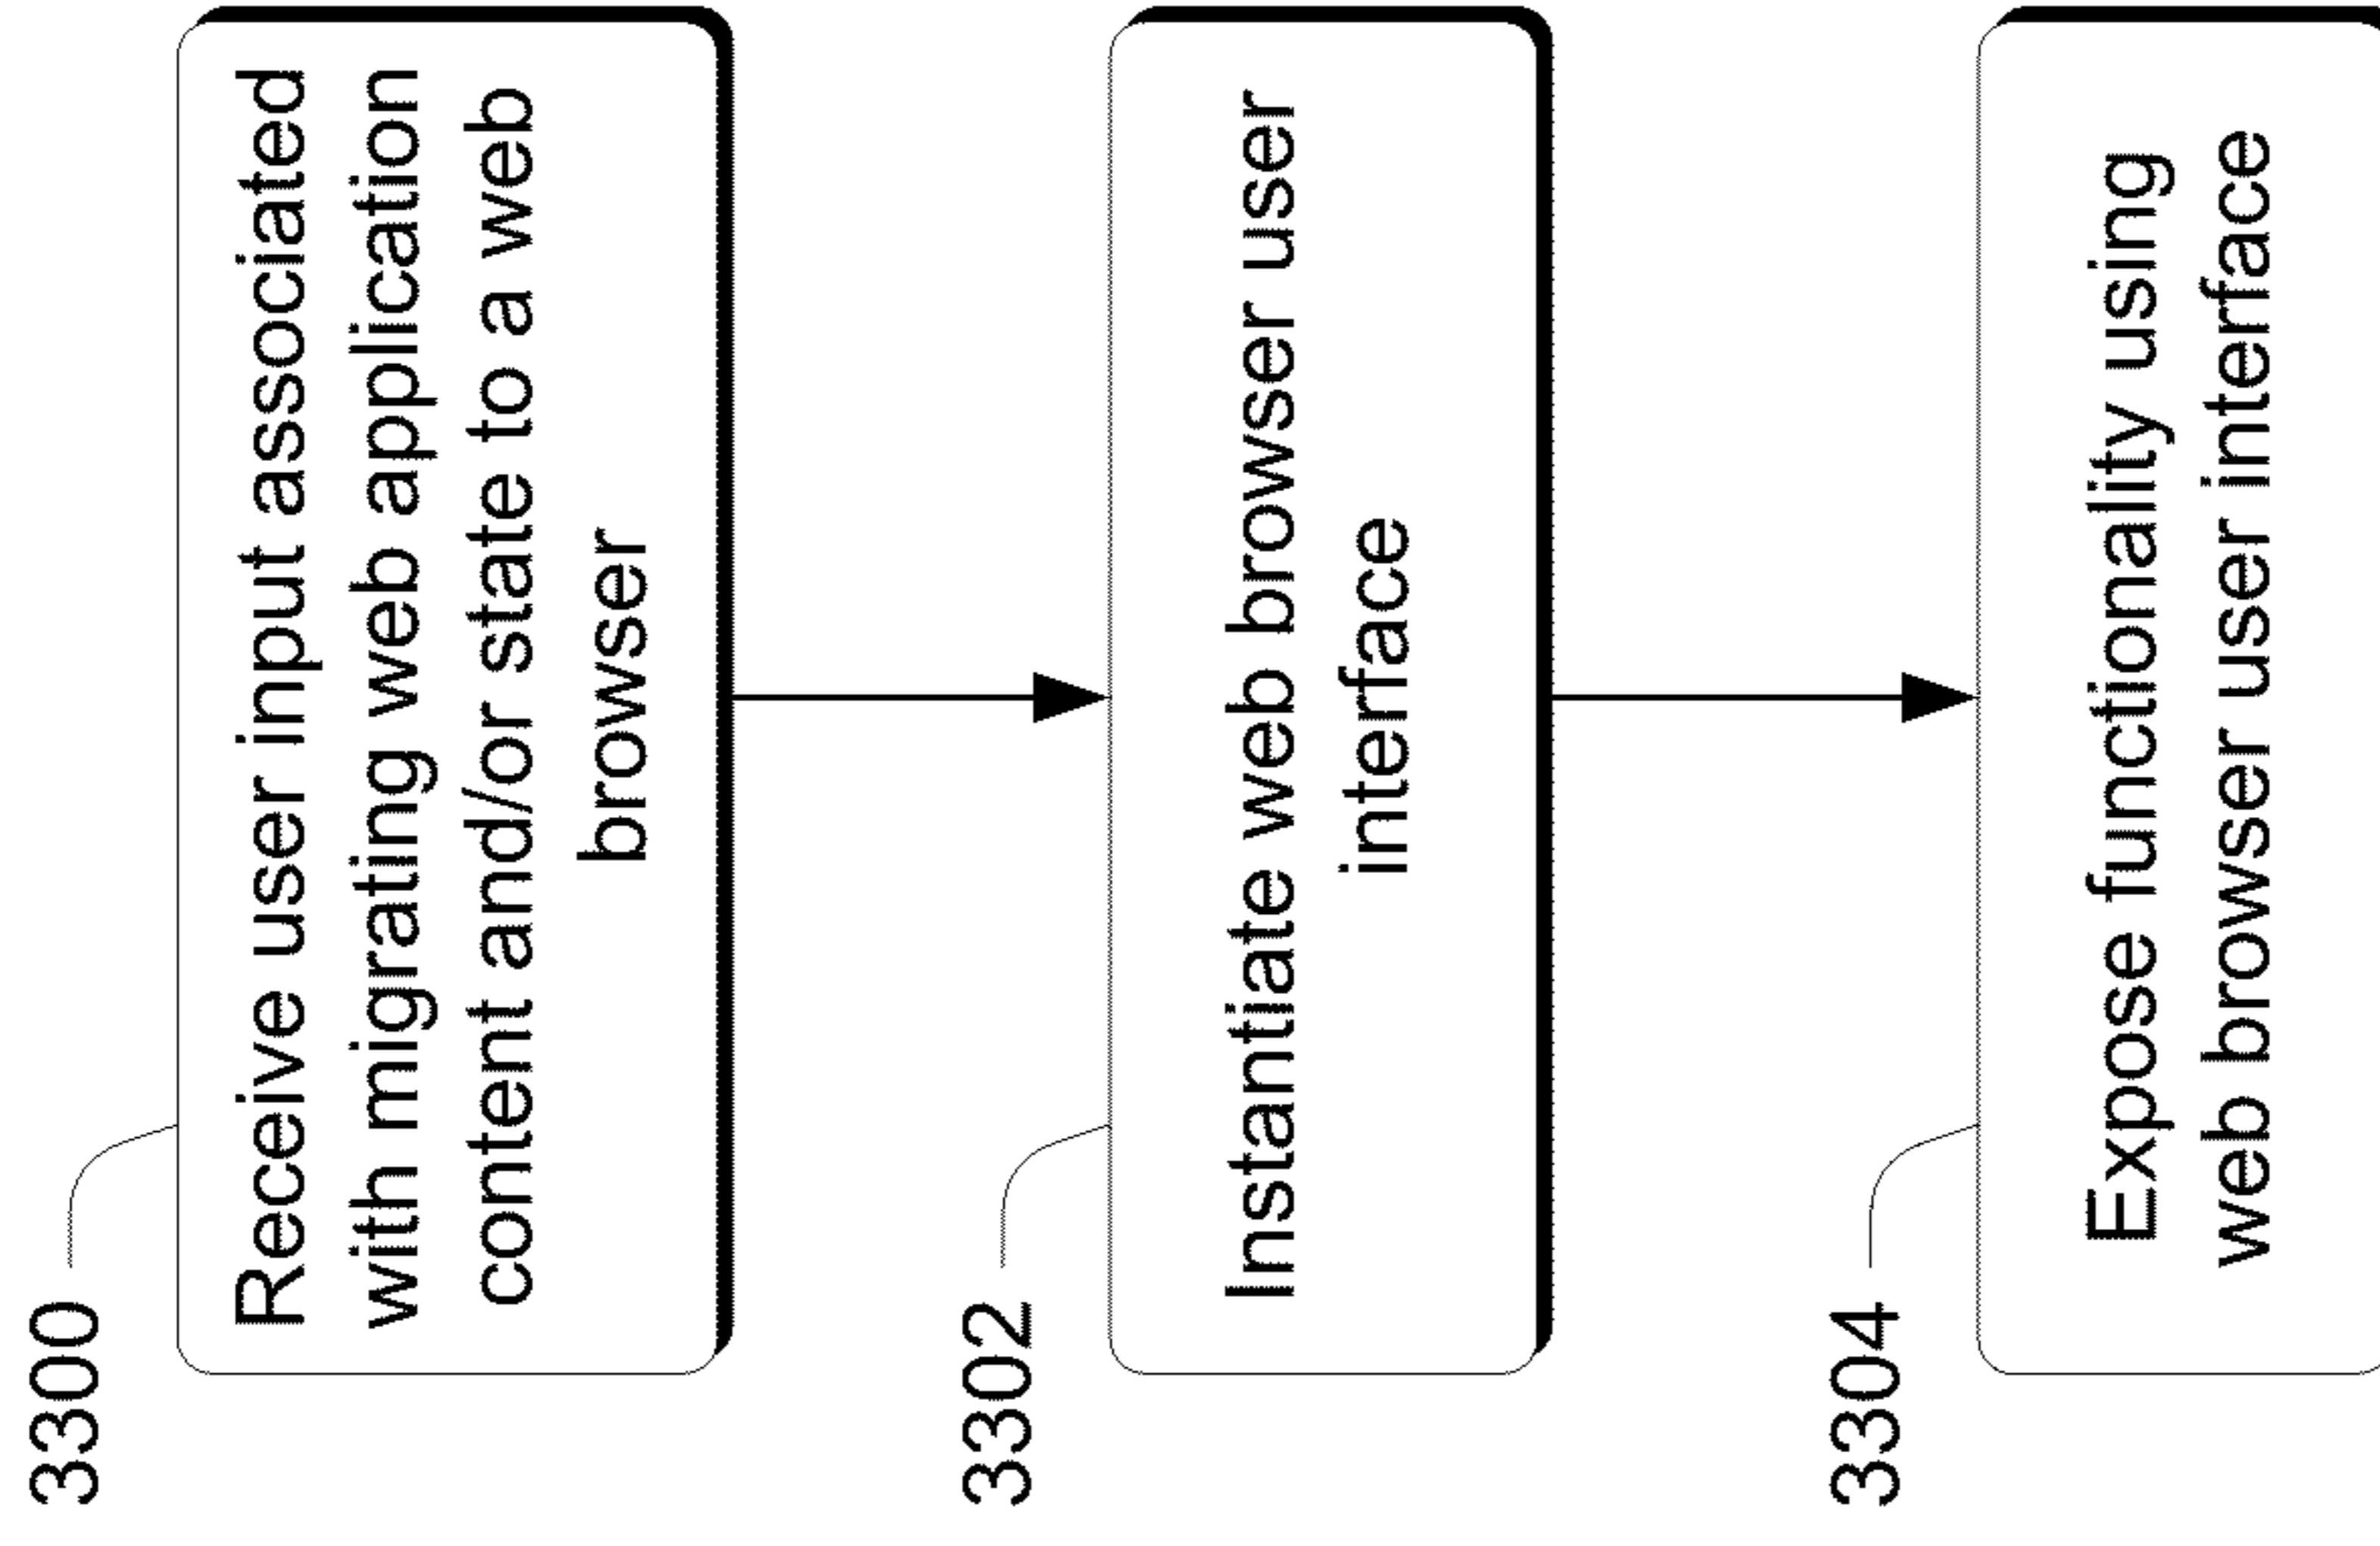 3300
Receive user input associated
with migrating web application
content and/or state to a web
browser
3302
Instantiate web browser user
interface
3304
Expose functionality using
web browser user interface